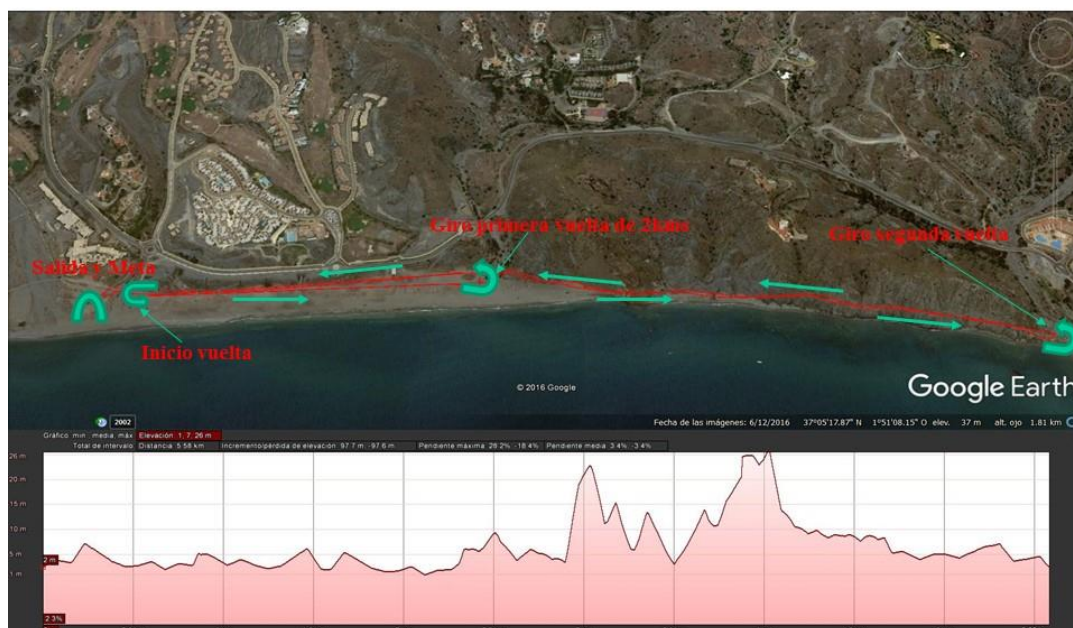 Giro primera vuelta de 2kms
Giro segunda vuelta
Salida y Meta
Inicio vuelta
© 2016 Google
Google Earth
2002
Fecha de las imágenes: 6/12/2016 37°05'17.87" N 1°51'08.15" O elev. 37 m alt. ojo 1.81 km
Gráfico min. media. máx Elevación: 1, 7, 26 m
Total de intervalo Distancia: 5.58 km Incremento/pérdida de elevación: 97.7 m, -97.6 m Pendiente máxima: 28.2%, -18.4% Pendiente media: 3.4%, -3.4%
26 m
20 m
15 m
10 m
5 m
2 m
1 m
2.3%